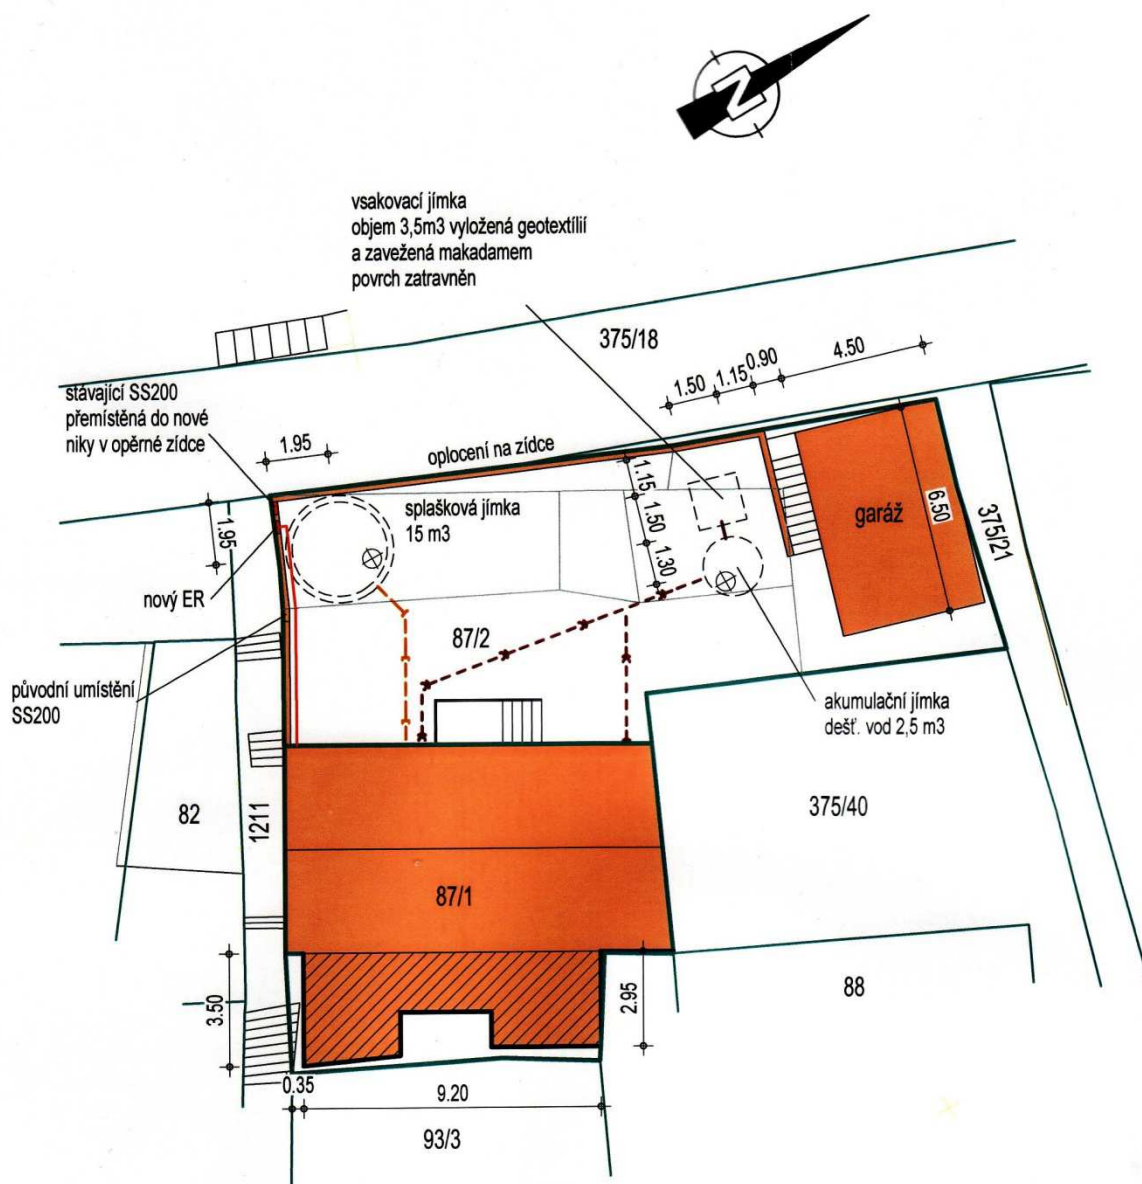 N
vsakovací jímka
objem 3,5m3 vyložená geotextílií
a zavežená makadamem
povrch zatravněn
375/18
1.50 1.15 0.90 4.50
stávající SS200
přemístěná do nové
niky v opěrné zídce
1.95
oplocení na zídce
1.15
1.50
1.30
splašková jímka
15 m3
garáž
6.50
375/21
1.95
nový ER
87/2
původní umístění
SS200
akumulační jímka
dešť. vod 2,5 m3
82
1211
375/40
87/1
88
3.50
2.95
0.35
9.20
93/3